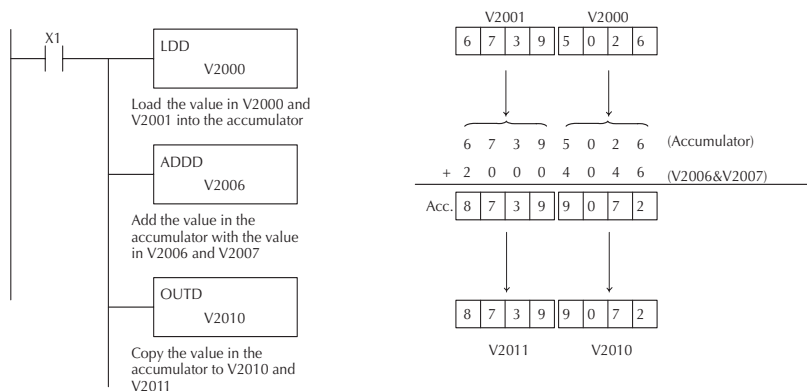 X1
LDD
V2000
Load the value in V2000 and
V2001 into the accumulator
ADDD
V2006
Add the value in the
accumulator with the value
in V2006 and V2007
OUTD
V2010
Copy the value in the
accumulator to V2010 and
V2011
V2001 V2000
6 7 3 9 5 0 2 6
6 7 3 9 5 0 2 6 (Accumulator)
+ 2 0 0 0 4 0 4 6 (V2006&V2007)
Acc. 8 7 3 9 9 0 7 2
8 7 3 9 9 0 7 2
V2011 V2010